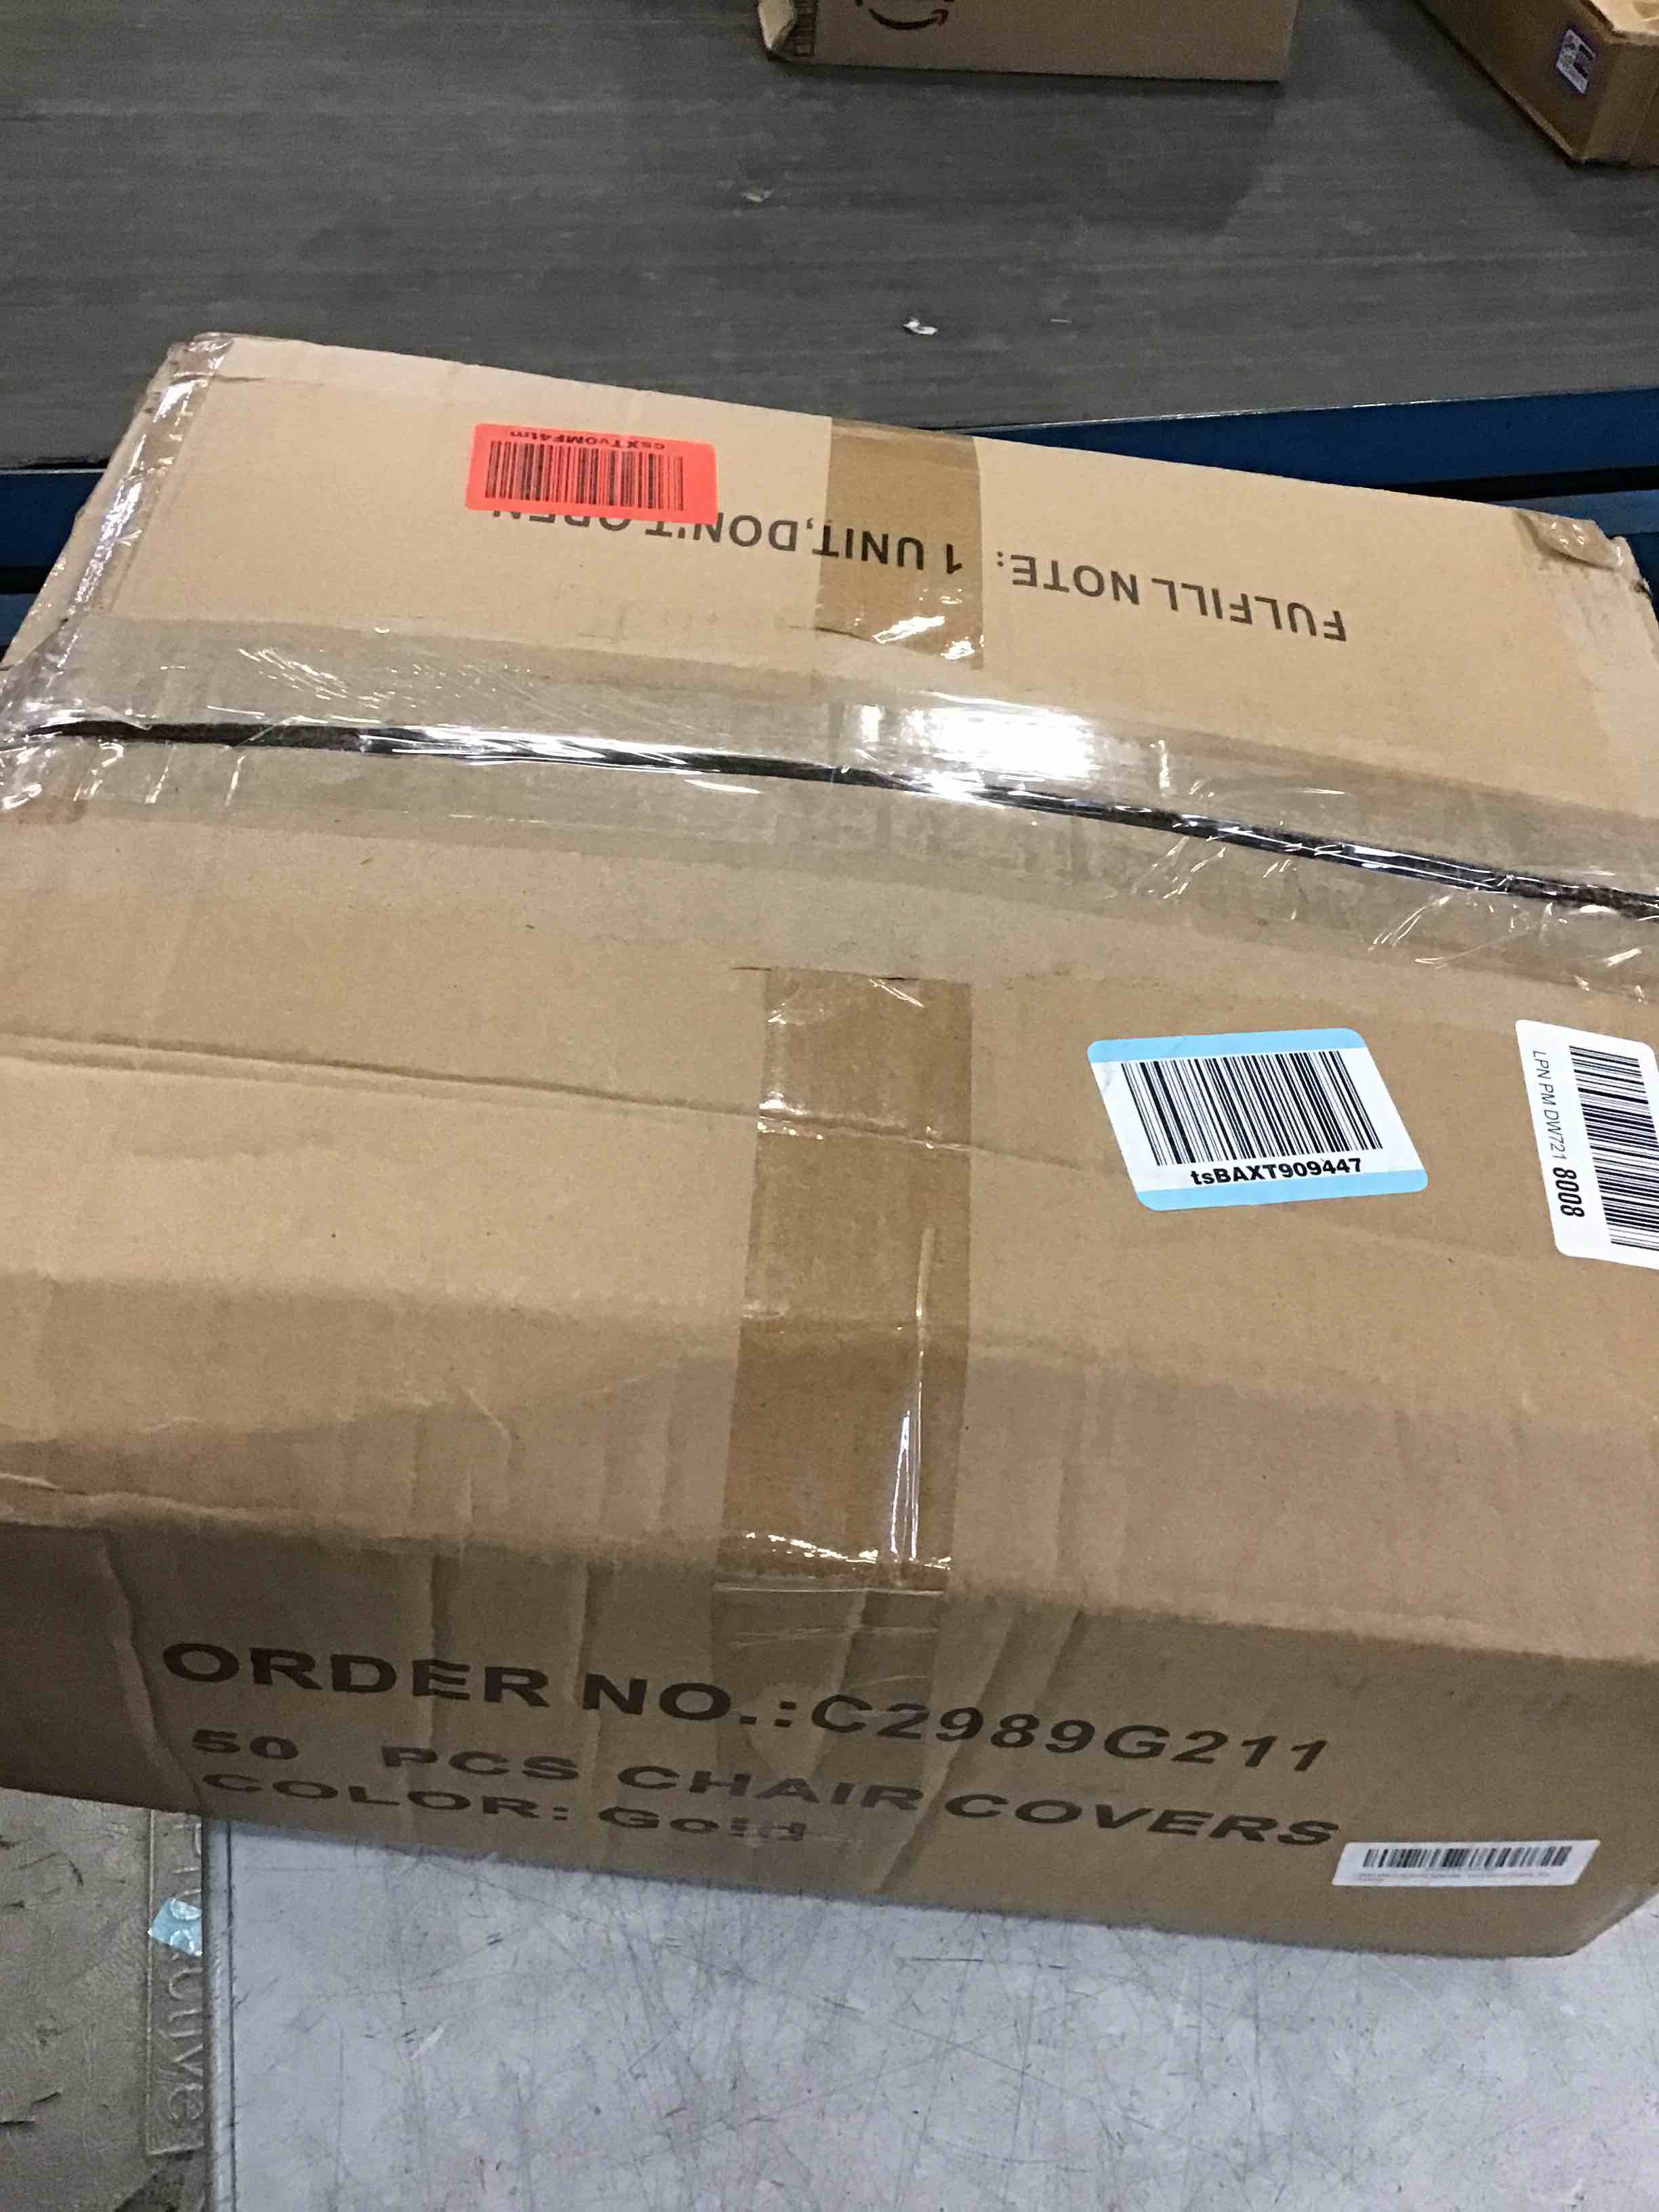 csXTvOMF4tm
FULFILL NOTE: 1 UNIT,DON'T OPEN
tsBAXT909447
LPN PM DW721 8008
ORDER NO.:C2989G211
50 PCS CHAIR COVERS
COLOR: Gold